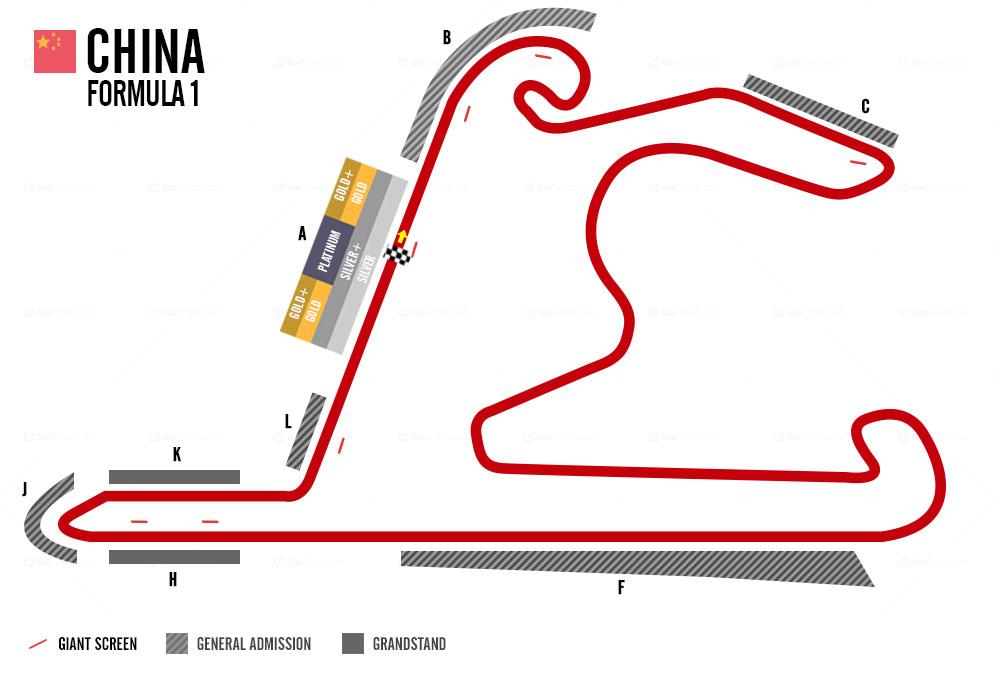 CHINA
FORMULA 1
B
C
GOLD+
GOLD
A
PLATINUM
SILVER+
SILVER
GOLD+
GOLD
L
K
J
H
F
GIANT SCREEN
GENERAL ADMISSION
GRANDSTAND